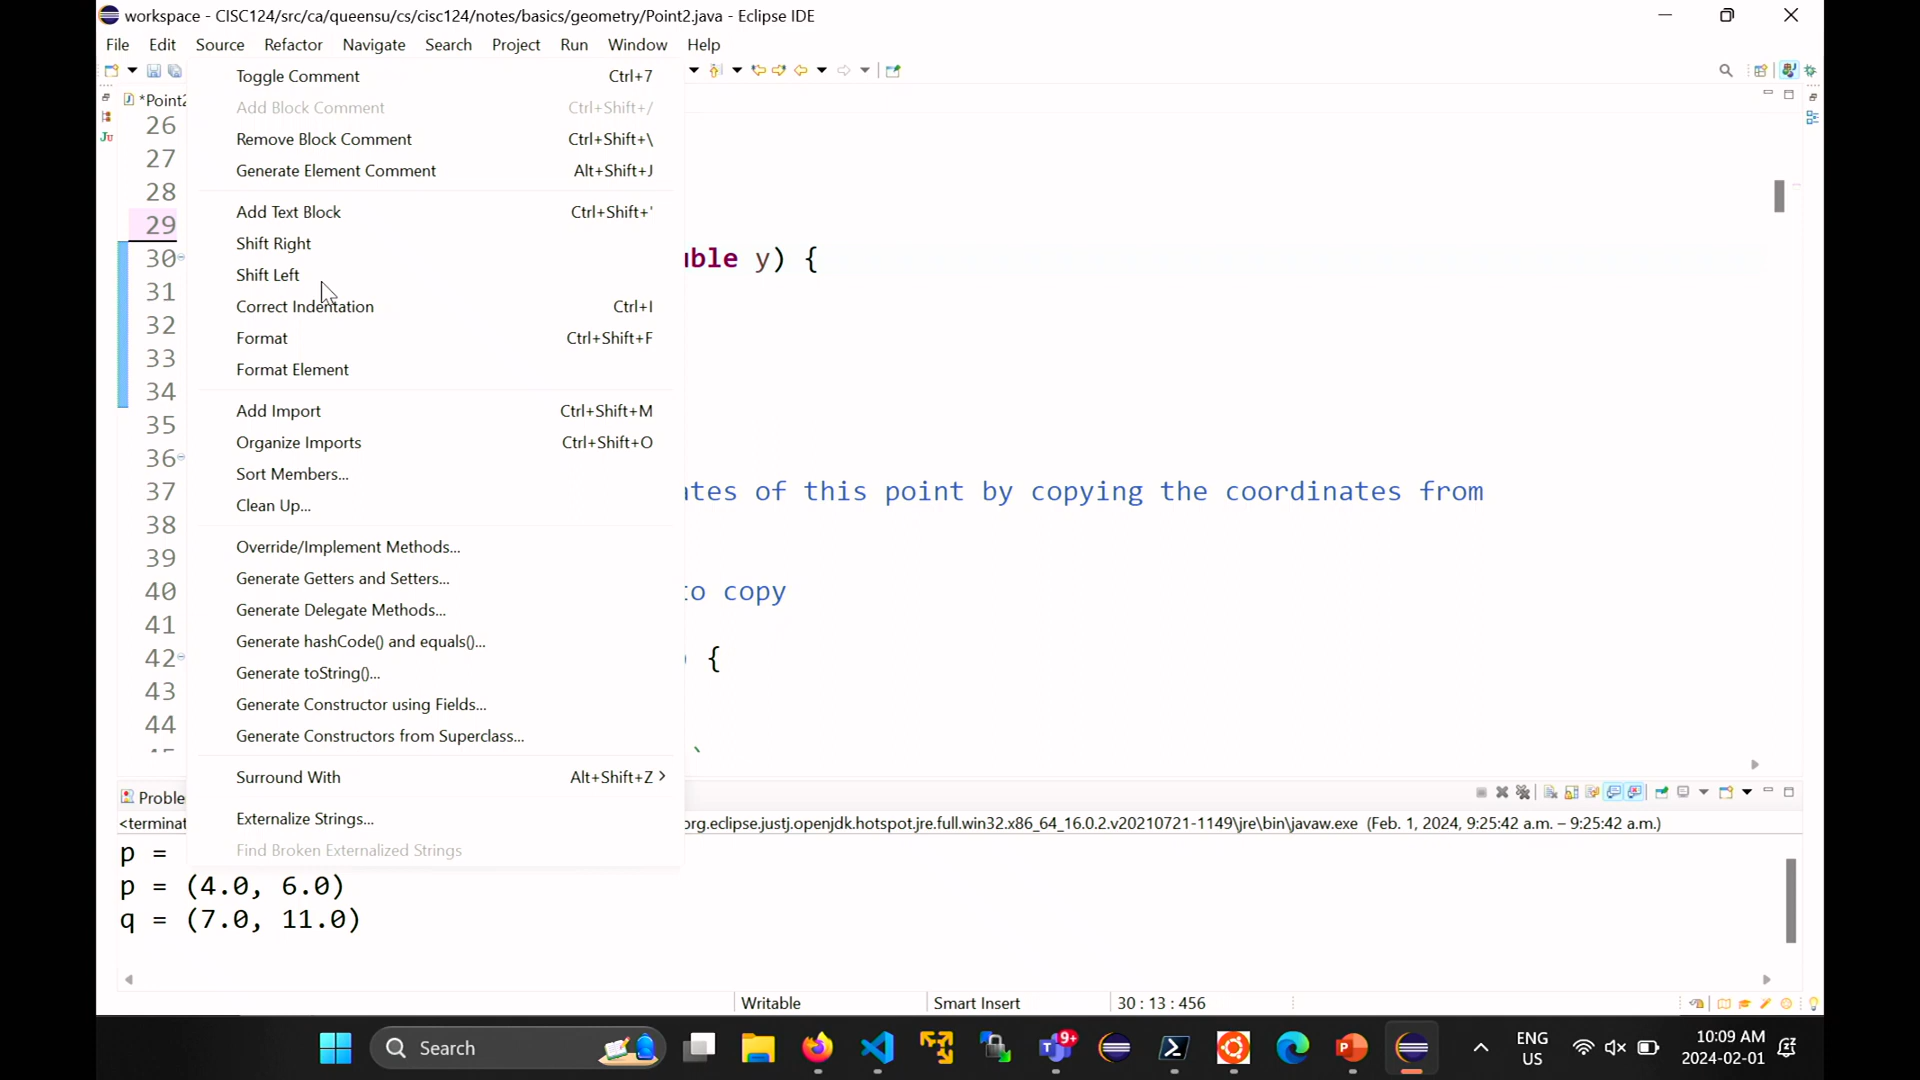 workspace - CISC124/src/ca/queensu/cs/cisc124/notes/basics/geometry/Point2.java - Eclipse IDE
File Edit Source Refactor Navigate Search Project Run Window Help
*Point2
Toggle Comment Ctrl+7
Add Block Comment Ctrl+Shift+/
Remove Block Comment Ctrl+Shift+\
Generate Element Comment Alt+Shift+J
Add Text Block Ctrl+Shift+'
Shift Right
Shift Left
Correct Indentation Ctrl+I
Format Ctrl+Shift+F
Format Element
Add Import Ctrl+Shift+M
Organize Imports Ctrl+Shift+O
Sort Members...
Clean Up...
Override/Implement Methods...
Generate Getters and Setters...
Generate Delegate Methods...
Generate hashCode() and equals()...
Generate toString()...
Generate Constructor using Fields...
Generate Constructors from Superclass...
Surround With Alt+Shift+Z
Externalize Strings...
Find Broken Externalized Strings
26
27
28
29
30 uble y) {
31
32
33
34
35
36
37 ates of this point by copying the coordinates from
38
39
40 to copy
41
42 ) {
43
44
Proble
<terminat org.eclipse.justj.openjdk.hotspot.jre.full.win32.x86_64_16.0.2.v20210721-1149\jre\bin\javaw.exe (Feb. 1, 2024, 9:25:42 a.m. – 9:25:42 a.m.)
p =
p = (4.0, 6.0)
q = (7.0, 11.0)
Writable Smart Insert 30 : 13 : 456
Search
9+
ENG
US
10:09 AM
2024-02-01